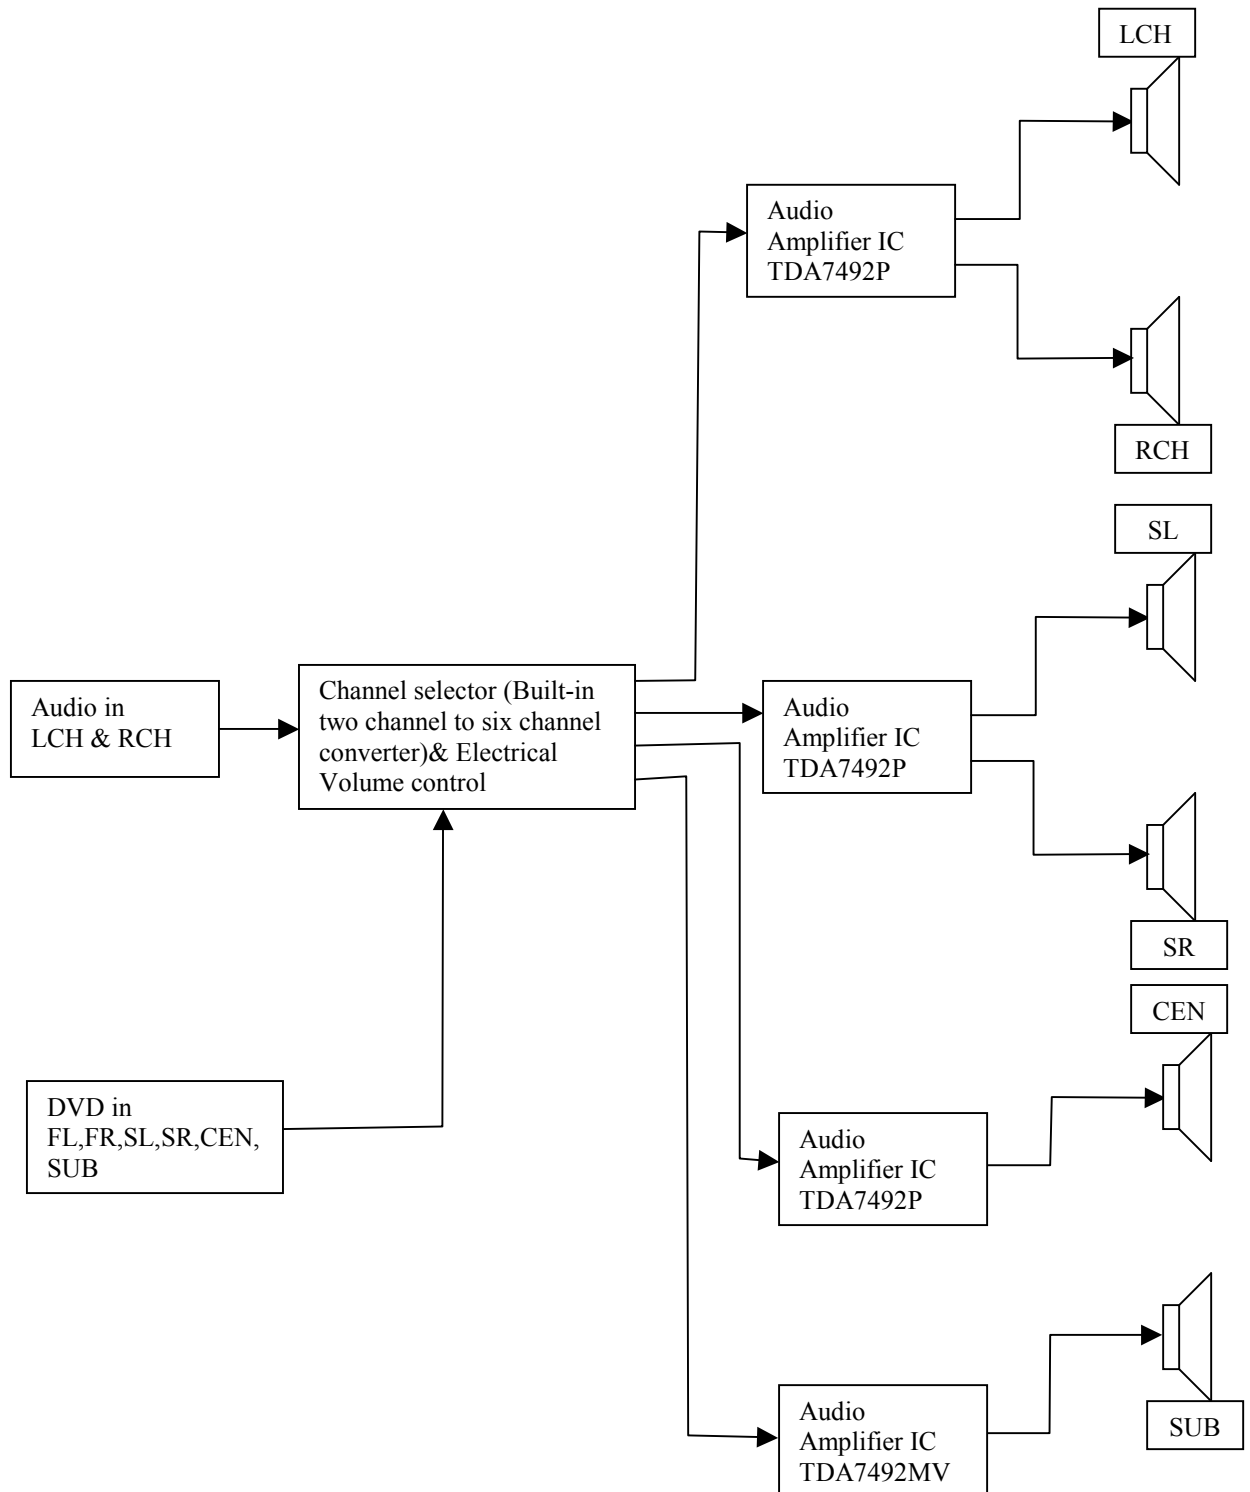 LCH
Audio
Amplifier IC
TDA7492P
RCH
SL
Audio in
LCH & RCH
Channel selector (Built-in
two channel to six channel
converter)& Electrical
Volume control
Audio
Amplifier IC
TDA7492P
SR
CEN
DVD in
FL,FR,SL,SR,CEN,
SUB
Audio
Amplifier IC
TDA7492P
Audio
Amplifier IC
TDA7492MV
SUB